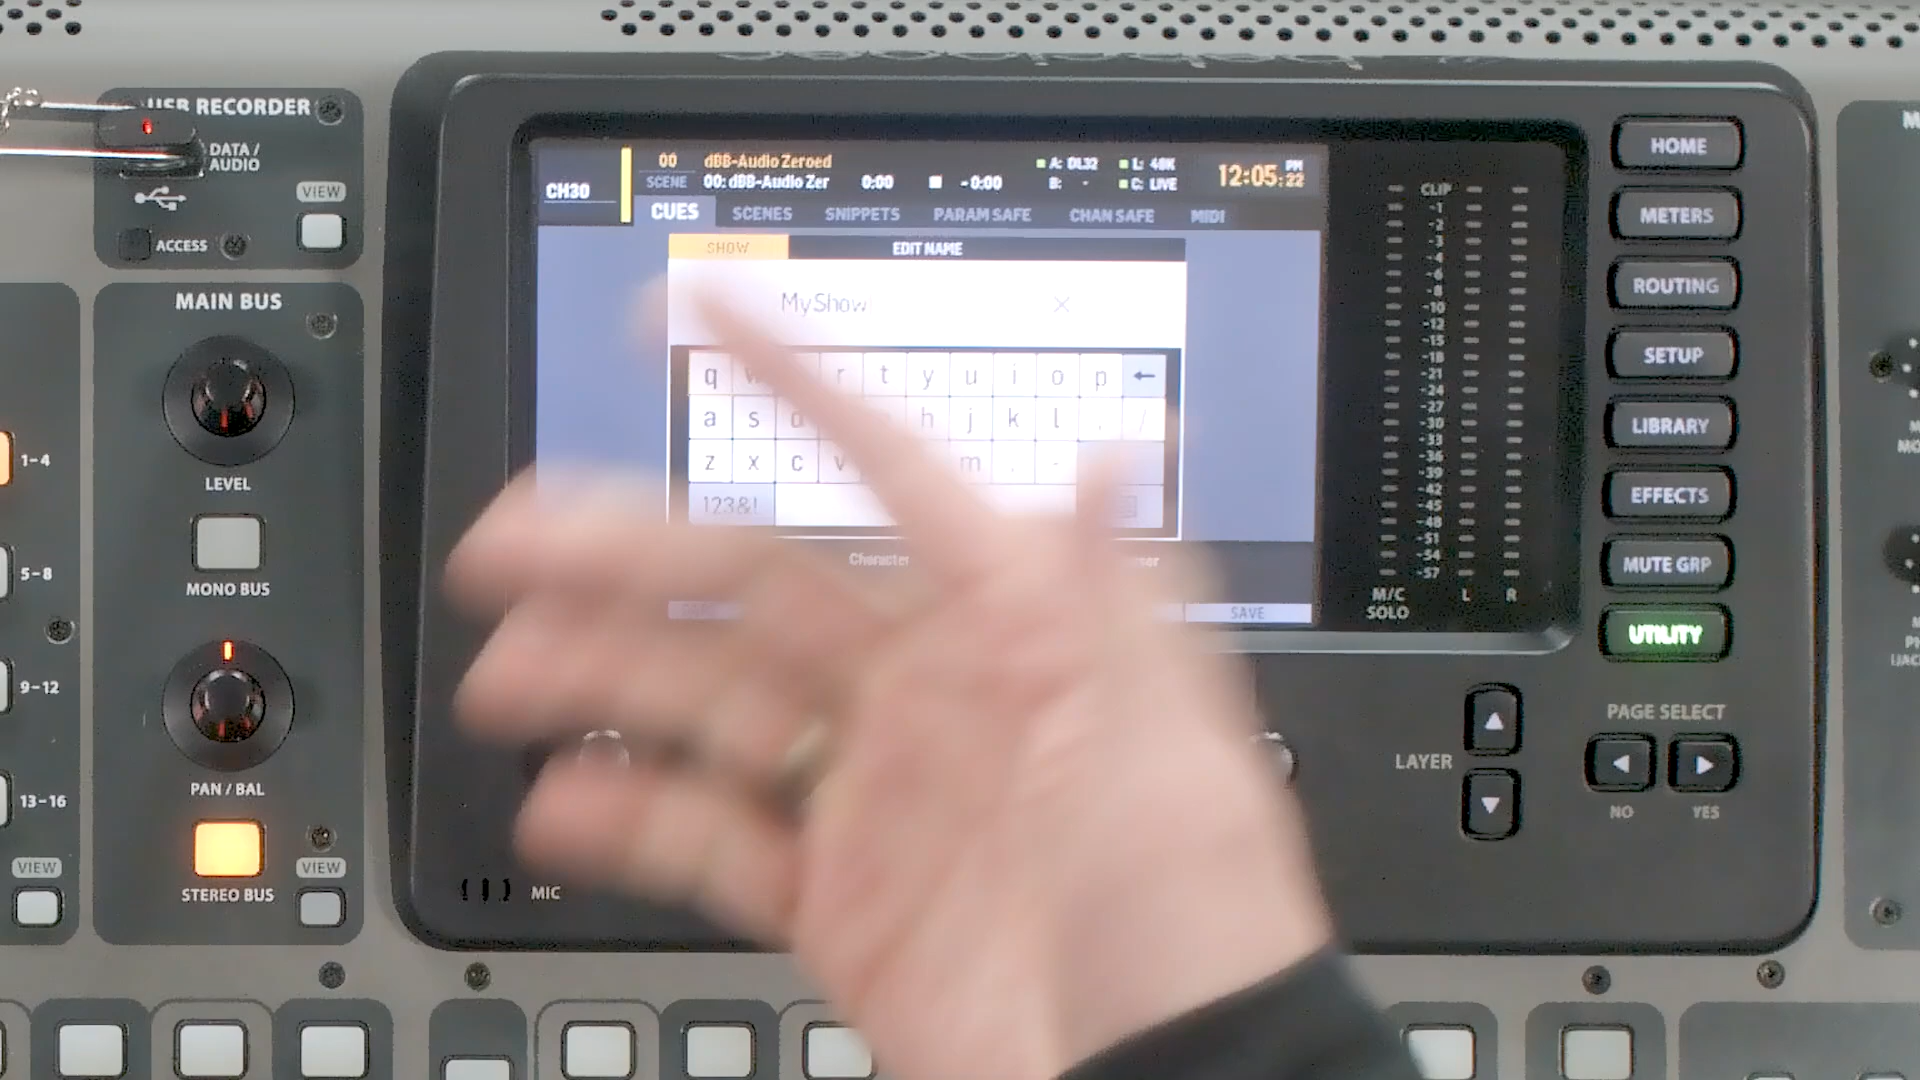 USB RECORDER
DATA /
AUDIO
VIEW
ACCESS
MAIN BUS
LEVEL
MONO BUS
PAN / BAL
STEREO BUS
VIEW
1-4
5-8
9-12
13-16
VIEW
CH30
00 dBB-Audio Zeroed
SCENE 00: dBB-Audio Zer 0:00 -0:00
A: DL32 L: 48K
B: - C: LIVE
12:05:22 PM
CUES SCENES SNIPPETS PARAM SAFE CHAN SAFE MIDI
SHOW EDIT NAME
MyShow
q r t y u i o p
a s d h j k l . /
z x c v m . -
123&!
Character
SAVE
CLIP
-1
-2
-3
-4
-6
-8
-10
-12
-15
-18
-21
-24
-27
-30
-33
-36
-39
-42
-45
-48
-51
-54
-57
M/C
SOLO
L R
HOME
METERS
ROUTING
SETUP
LIBRARY
EFFECTS
MUTE GRP
UTILITY
PAGE SELECT
LAYER
NO YES
MIC